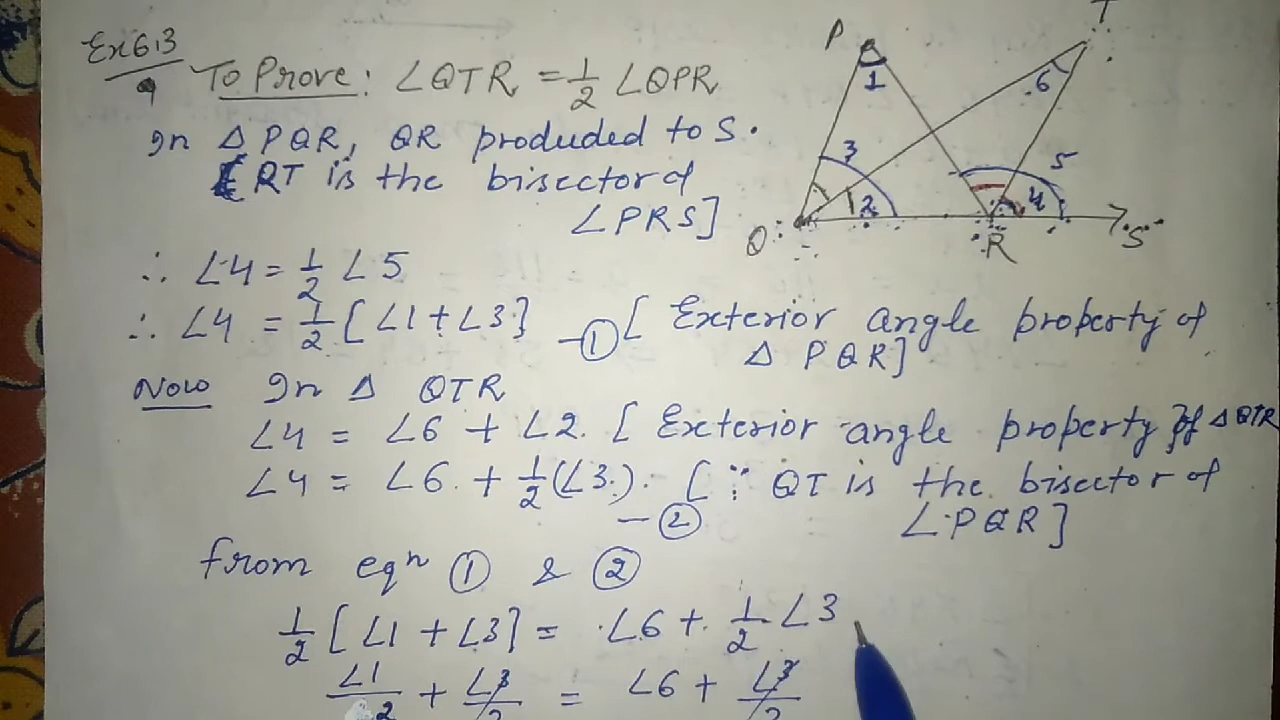 Ex 6.3
9 To Prove: ∠QTR = 1/2 ∠QPR
In Δ PQR, QR produded to S.
RT is the bisector of
∠PRS]
∴ ∠4 = 1/2 ∠5
∴ ∠4 = 1/2 [∠1 + ∠3] — ① [ Exterior angle property of
Δ PQR]
Now In Δ QTR
∠4 = ∠6 + ∠2. [ Exterior angle property of Δ QTR
∠4 = ∠6 + 1/2 (∠3). [ ∵ QT is the bisector of
— ② ∠PQR]
from eqn ① & ②
1/2 [∠1 + ∠3] = ∠6 + 1/2 ∠3
∠1/2 + ∠3/2 = ∠6 + ∠3/2
P
T
1
6
3
5
2
4
Q
R
S